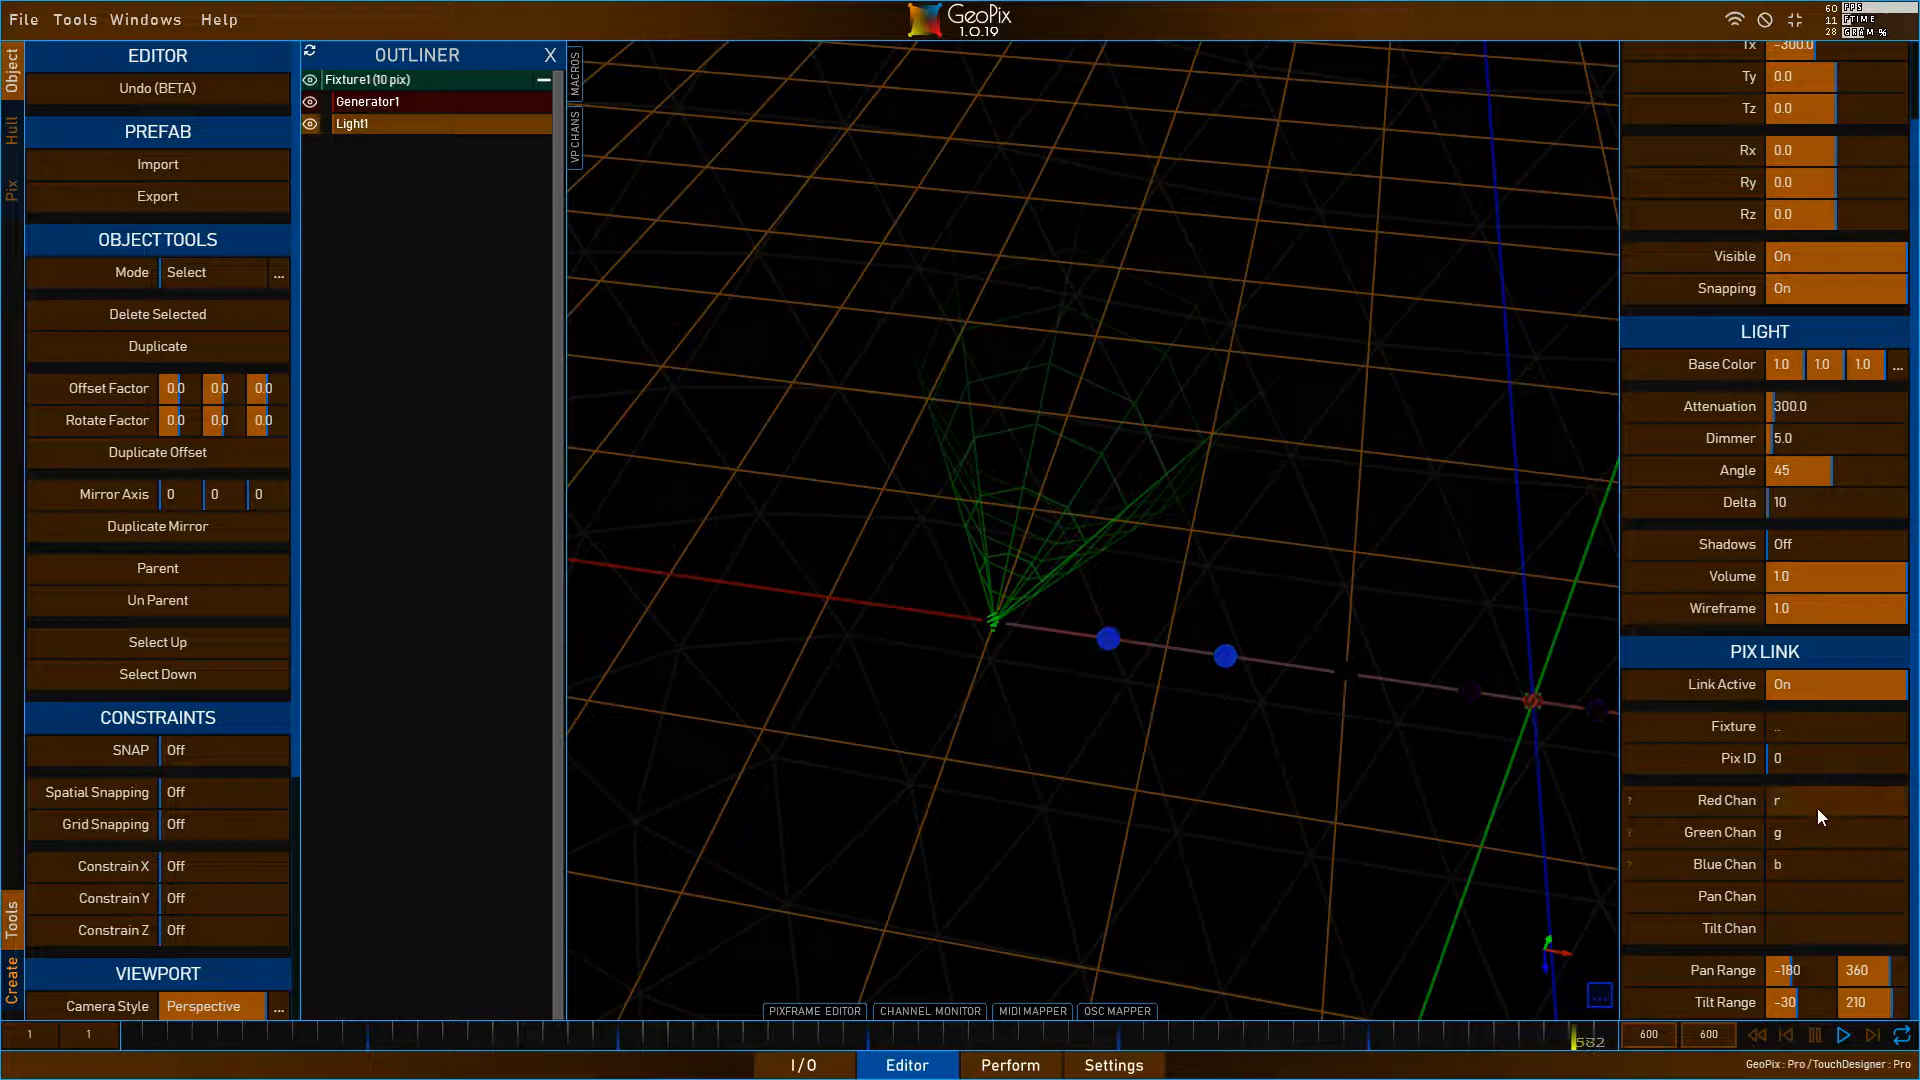 File Tools Windows Help
GeoPix
1.0.19
60 FPS
11 FTIME
28 GRAM %
Object
Hull
Pix
Tools
Create
EDITOR
Undo (BETA)
PREFAB
Import
Export
OBJECT TOOLS
Mode Select ...
Delete Selected
Duplicate
Offset Factor 0.0 0.0 0.0
Rotate Factor 0.0 0.0 0.0
Duplicate Offset
Mirror Axis 0 0 0
Duplicate Mirror
Parent
Un Parent
Select Up
Select Down
CONSTRAINTS
SNAP Off
Spatial Snapping Off
Grid Snapping Off
Constrain X Off
Constrain Y Off
Constrain Z Off
VIEWPORT
Camera Style Perspective ...
OUTLINER X
Fixture1 (10 pix)
Generator1
Light1
MACROS
VP CHANS
PIXFRAME EDITOR CHANNEL MONITOR MIDI MAPPER OSC MAPPER
...
Tx -300.0
Ty 0.0
Tz 0.0
Rx 0.0
Ry 0.0
Rz 0.0
Visible On
Snapping On
LIGHT
Base Color 1.0 1.0 1.0 ...
Attenuation 300.0
Dimmer 5.0
Angle 45
Delta 10
Shadows Off
Volume 1.0
Wireframe 1.0
PIX LINK
Link Active On
Fixture ..
Pix ID 0
? Red Chan r
? Green Chan g
? Blue Chan b
Pan Chan
Tilt Chan
Pan Range -180 360
Tilt Range -30 210
1 1 582 600 600
I/O Editor Perform Settings
GeoPix : Pro / TouchDesigner : Pro